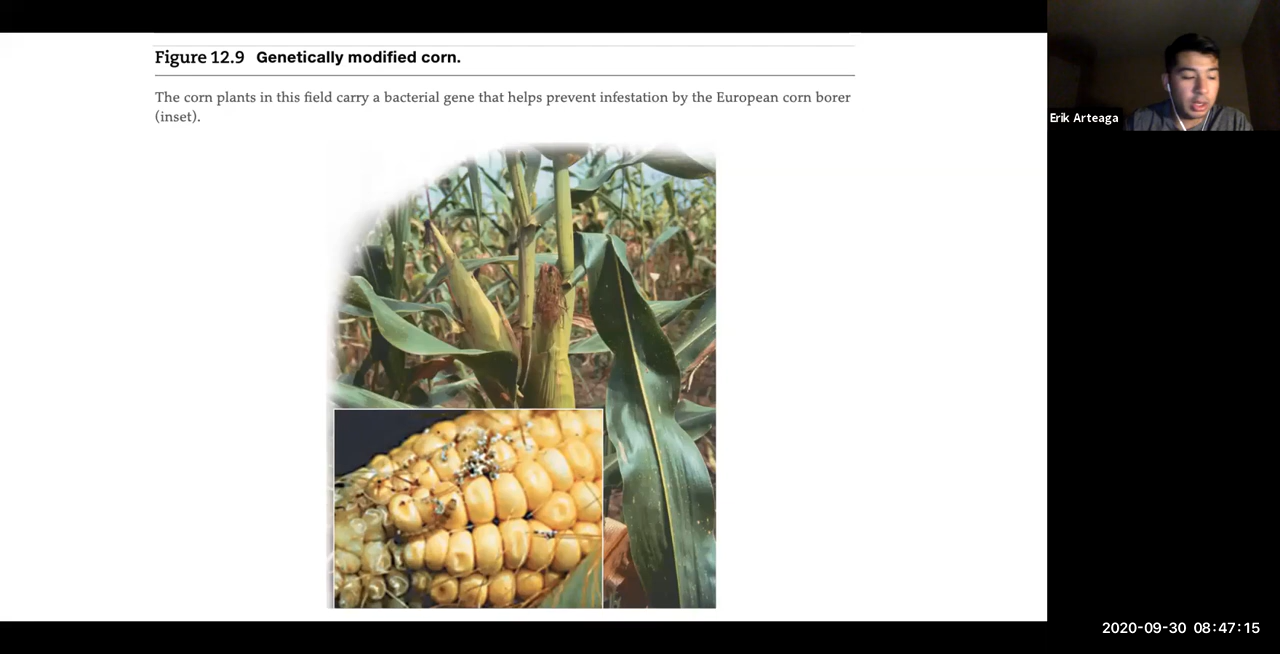 Figure 12.9 Genetically modified corn.
The corn plants in this field carry a bacterial gene that helps prevent infestation by the European corn borer
(inset).
Erik Arteaga
2020-09-30 08:47:15